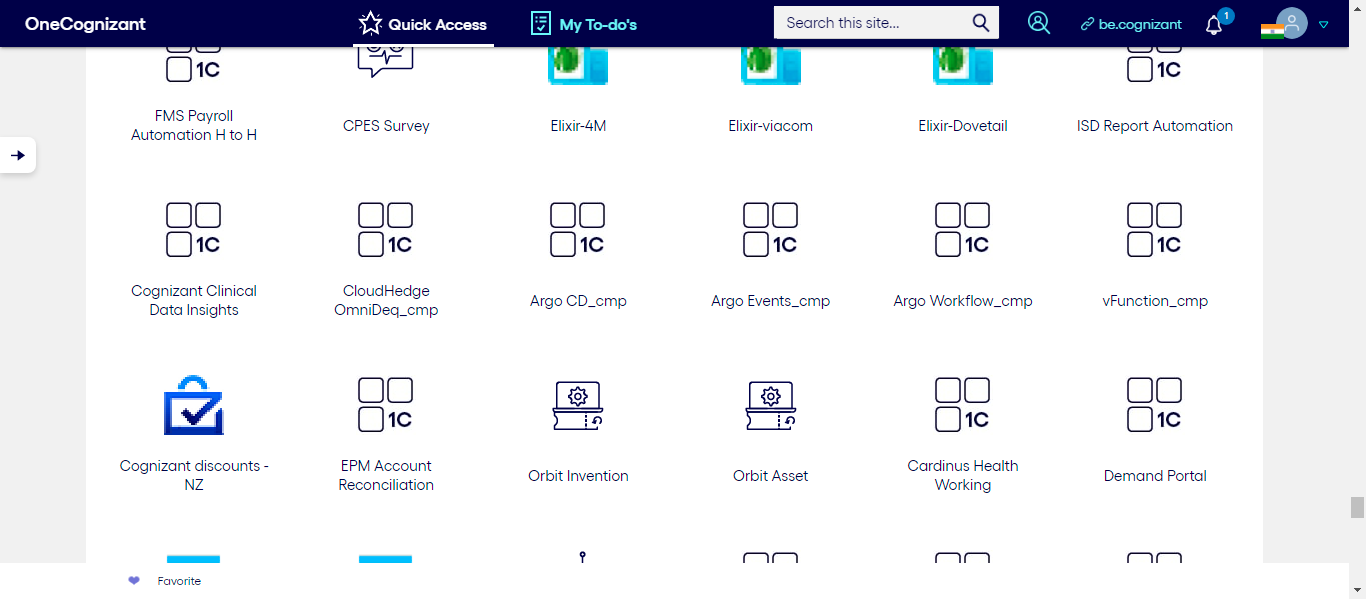 OneCognizant
Quick Access
My To-do's
Search this site...
be.cognizant
1
1C
1C
FMS Payroll
Automation H to H
CPES Survey
Elixir-4M
Elixir-viacom
Elixir-Dovetail
ISD Report Automation
1C
1C
1C
1C
1C
1C
Cognizant Clinical
Data Insights
CloudHedge
OmniDeq_cmp
Argo CD_cmp
Argo Events_cmp
Argo Workflow_cmp
vFunction_cmp
1C
1C
1C
Cognizant discounts -
NZ
EPM Account
Reconciliation
Orbit Invention
Orbit Asset
Cardinus Health
Working
Demand Portal
Favorite